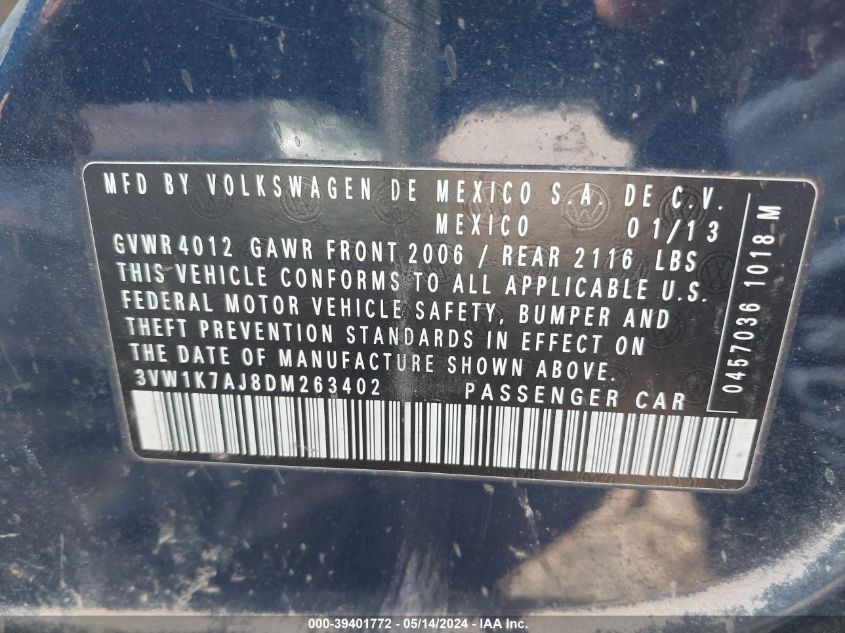 MFD BY VOLKSWAGEN DE MEXICO S.A. DE C.V.
MEXICO 01/13
GVWR 4012 GAWR FRONT 2006 / REAR 2116 LBS
THIS VEHICLE CONFORMS TO ALL APPLICABLE U.S.
FEDERAL MOTOR VEHICLE SAFETY, BUMPER AND
THEFT PREVENTION STANDARDS IN EFFECT ON
THE DATE OF MANUFACTURE SHOWN ABOVE.
3VW1K7AJ8DM263402 PASSENGER CAR
0457036 1018 M
000-39401772 - 05/14/2024 - IAA Inc.